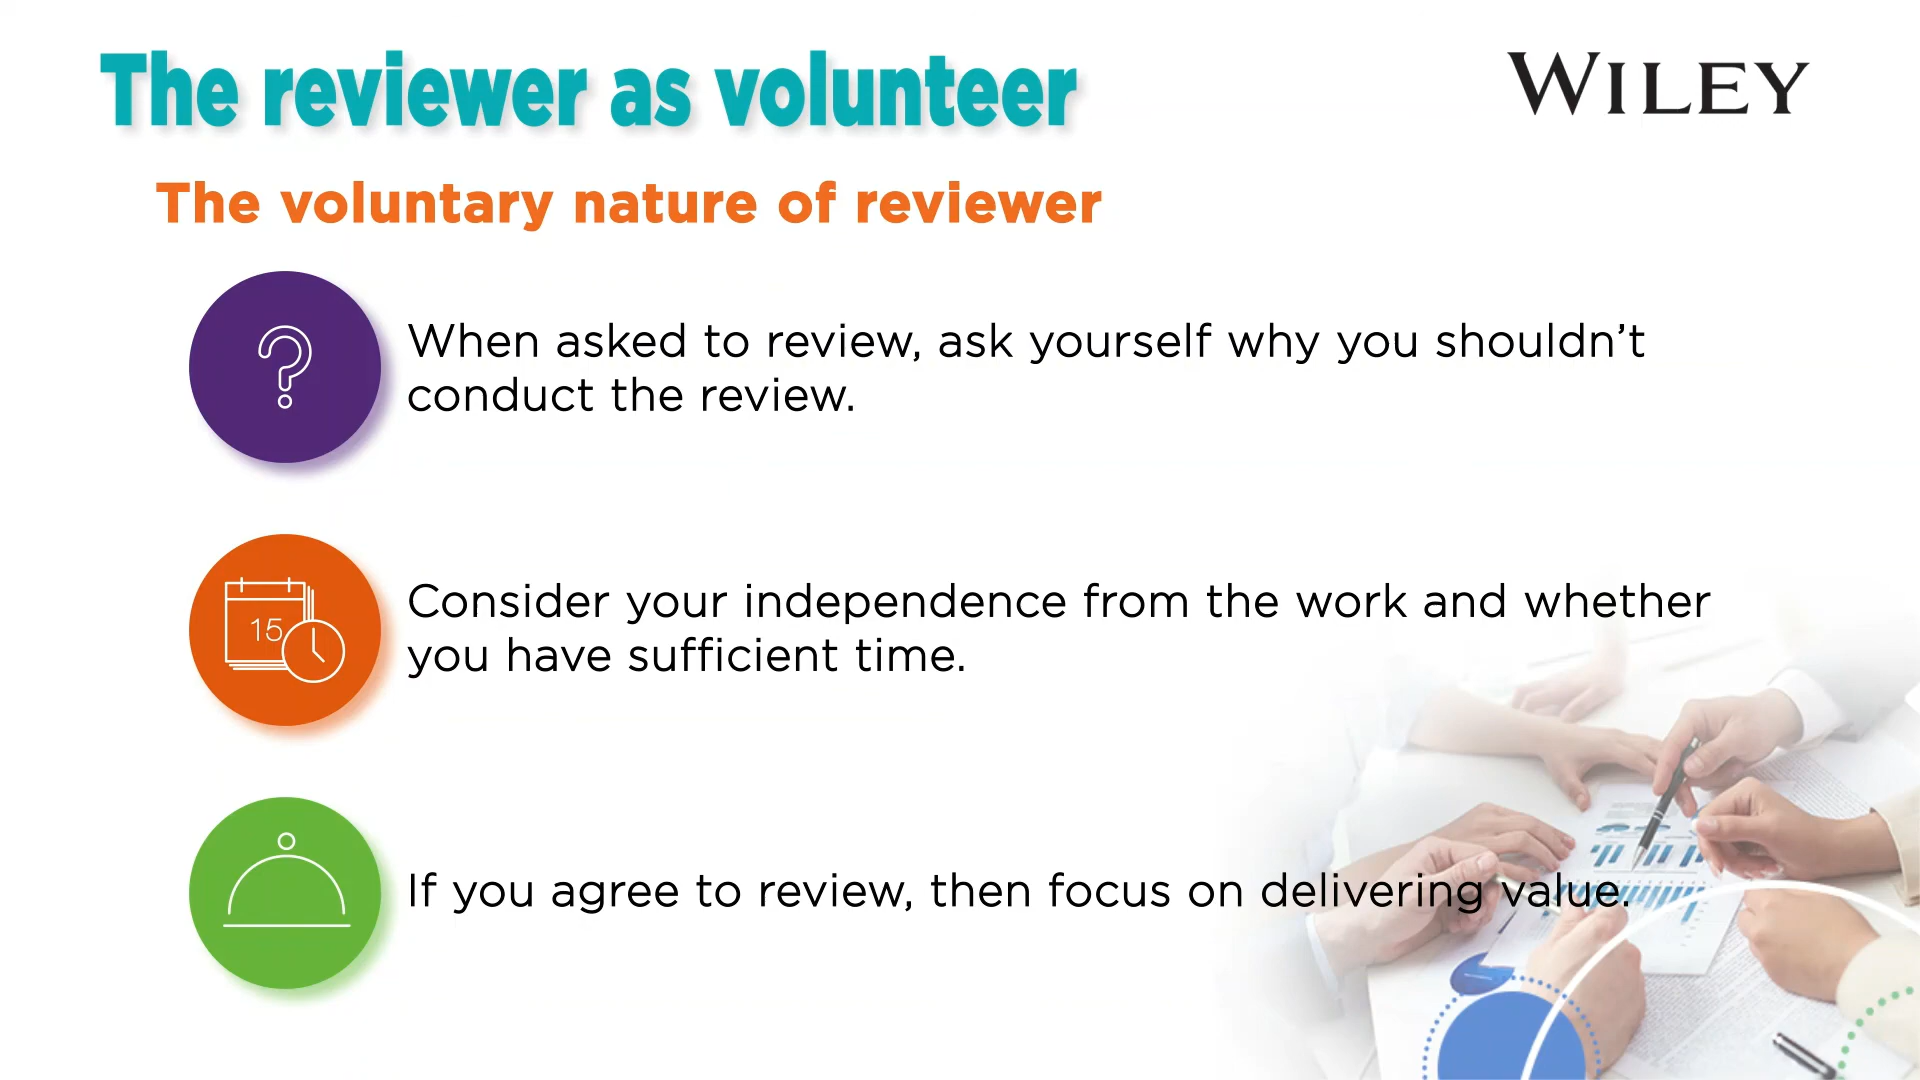 The reviewer as volunteer
WILEY
The voluntary nature of reviewer
When asked to review, ask yourself why you shouldn’t
conduct the review.
15
Consider your independence from the work and whether
you have sufficient time.
If you agree to review, then focus on delivering value.